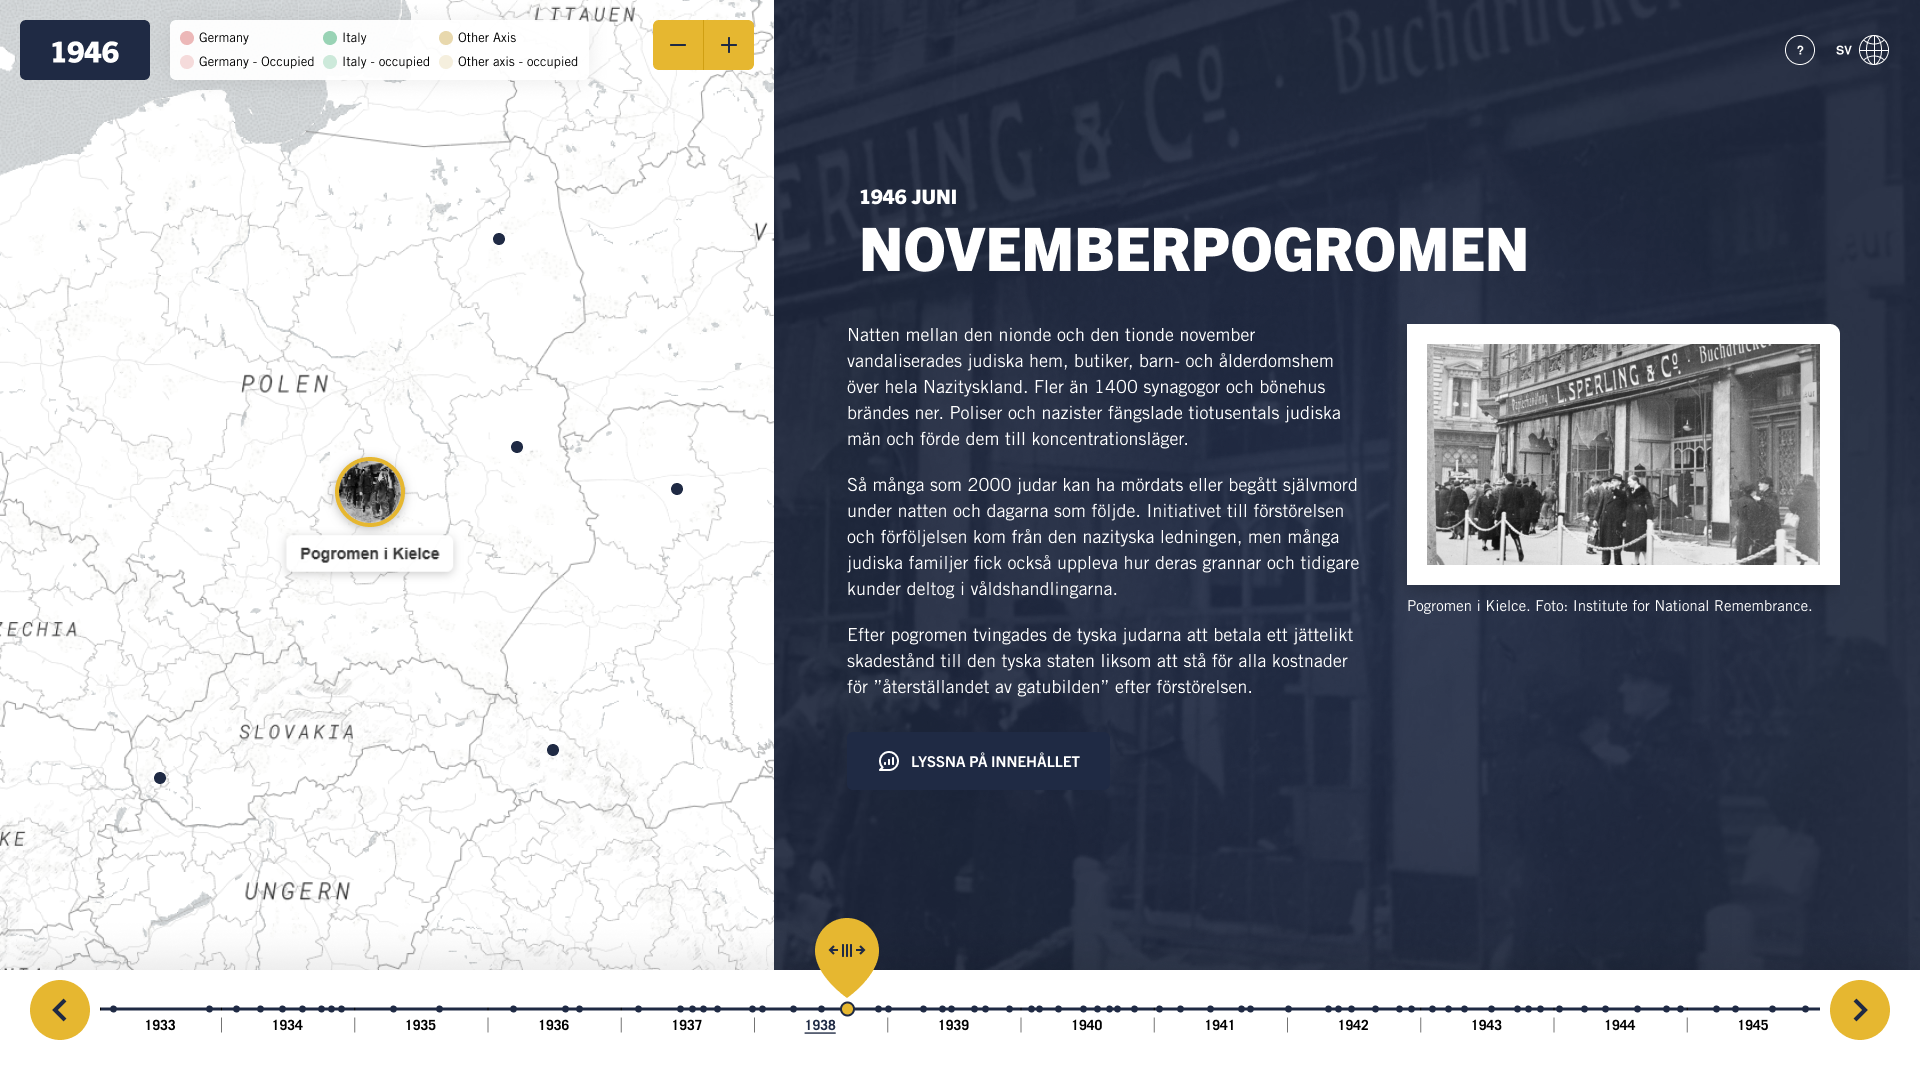 LITAUEN
1946
Germany
Italy
Other Axis
Germany - Occupied
Italy - occupied
Other axis - occupied
?
SV
POLEN
Pogromen i Kielce
ZECHIA
SLOVAKIA
KE
UNGERN
V
ERLING & Cº · Buchdrucker
1946 JUNI
NOVEMBERPOGROMEN
Natten mellan den nionde och den tionde november
vandaliserades judiska hem, butiker, barn- och ålderdomshem
över hela Nazityskland. Fler än 1400 synagogor och bönehus
brändes ner. Poliser och nazister fängslade tiotusentals judiska
män och förde dem till koncentrationsläger.
Så många som 2000 judar kan ha mördats eller begått självmord
under natten och dagarna som följde. Initiativet till förstörelsen
och förföljelsen kom från den nazityska ledningen, men många
judiska familjer fick också uppleva hur deras grannar och tidigare
kunder deltog i våldshandlingarna.
Efter pogromen tvingades de tyska judarna att betala ett jättelikt
skadestånd till den tyska staten liksom att stå för alla kostnader
för ”återställandet av gatubilden” efter förstörelsen.
LYSSNA PÅ INNEHÅLLET
L. SPERLING & Cº · Buchdrucker
Pogromen i Kielce. Foto: Institute for National Remembrance.
1933
1934
1935
1936
1937
1938
1939
1940
1941
1942
1943
1944
1945